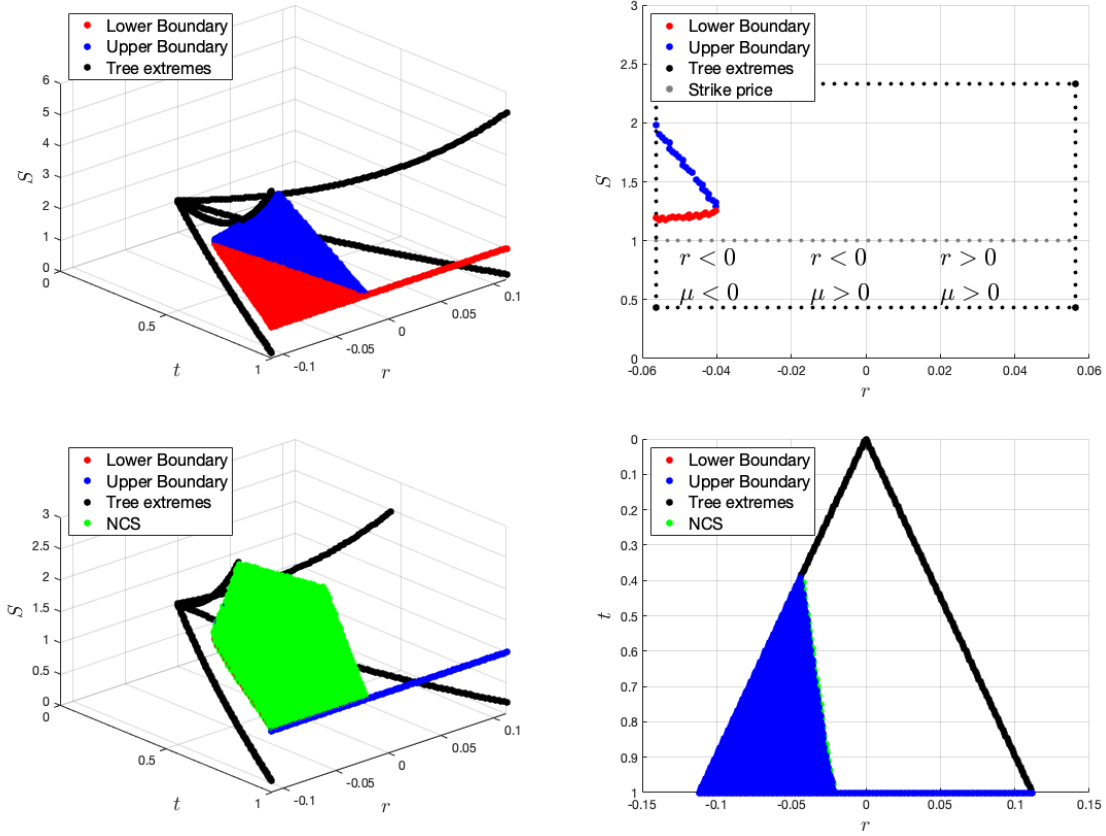 Lower Boundary
Upper Boundary
Tree extremes
6
5
4
3
2
1
0
S
0
0.5
1
t
-0.1
-0.05
0
0.05
0.1
r
Lower Boundary
Upper Boundary
Tree extremes
Strike price
3
2.5
2
1.5
1
0.5
0
S
r < 0 r < 0 r > 0
μ < 0 μ > 0 μ > 0
-0.06 -0.04 -0.02 0 0.02 0.04 0.06
r
Lower Boundary
Upper Boundary
Tree extremes
NCS
3
2.5
2
1.5
1
0.5
0
S
0
0.5
1
t
-0.1
-0.05
0
0.05
0.1
r
Lower Boundary
Upper Boundary
Tree extremes
NCS
0
0.1
0.2
0.3
0.4
0.5
0.6
0.7
0.8
0.9
1
t
-0.15 -0.1 -0.05 0 0.05 0.1 0.15
r